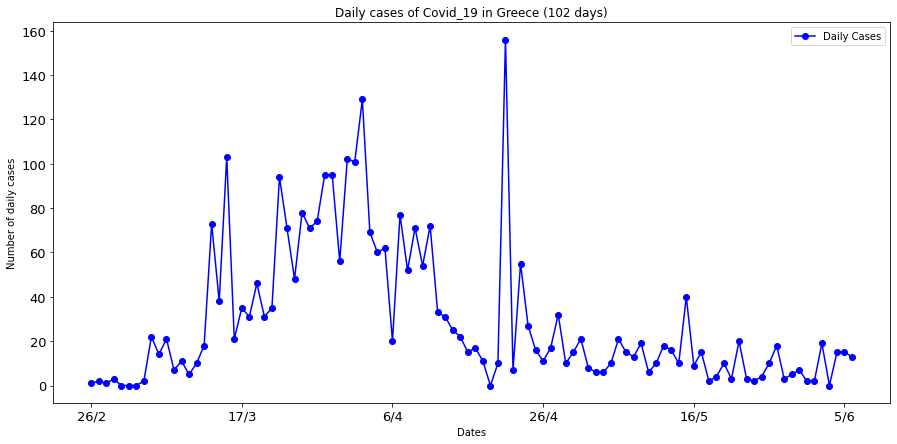 Daily cases of Covid_19 in Greece (102 days)
Daily Cases
160
140
120
100
80
60
40
20
0
Number of daily cases
26/2 17/3 6/4 26/4 16/5 5/6
Dates